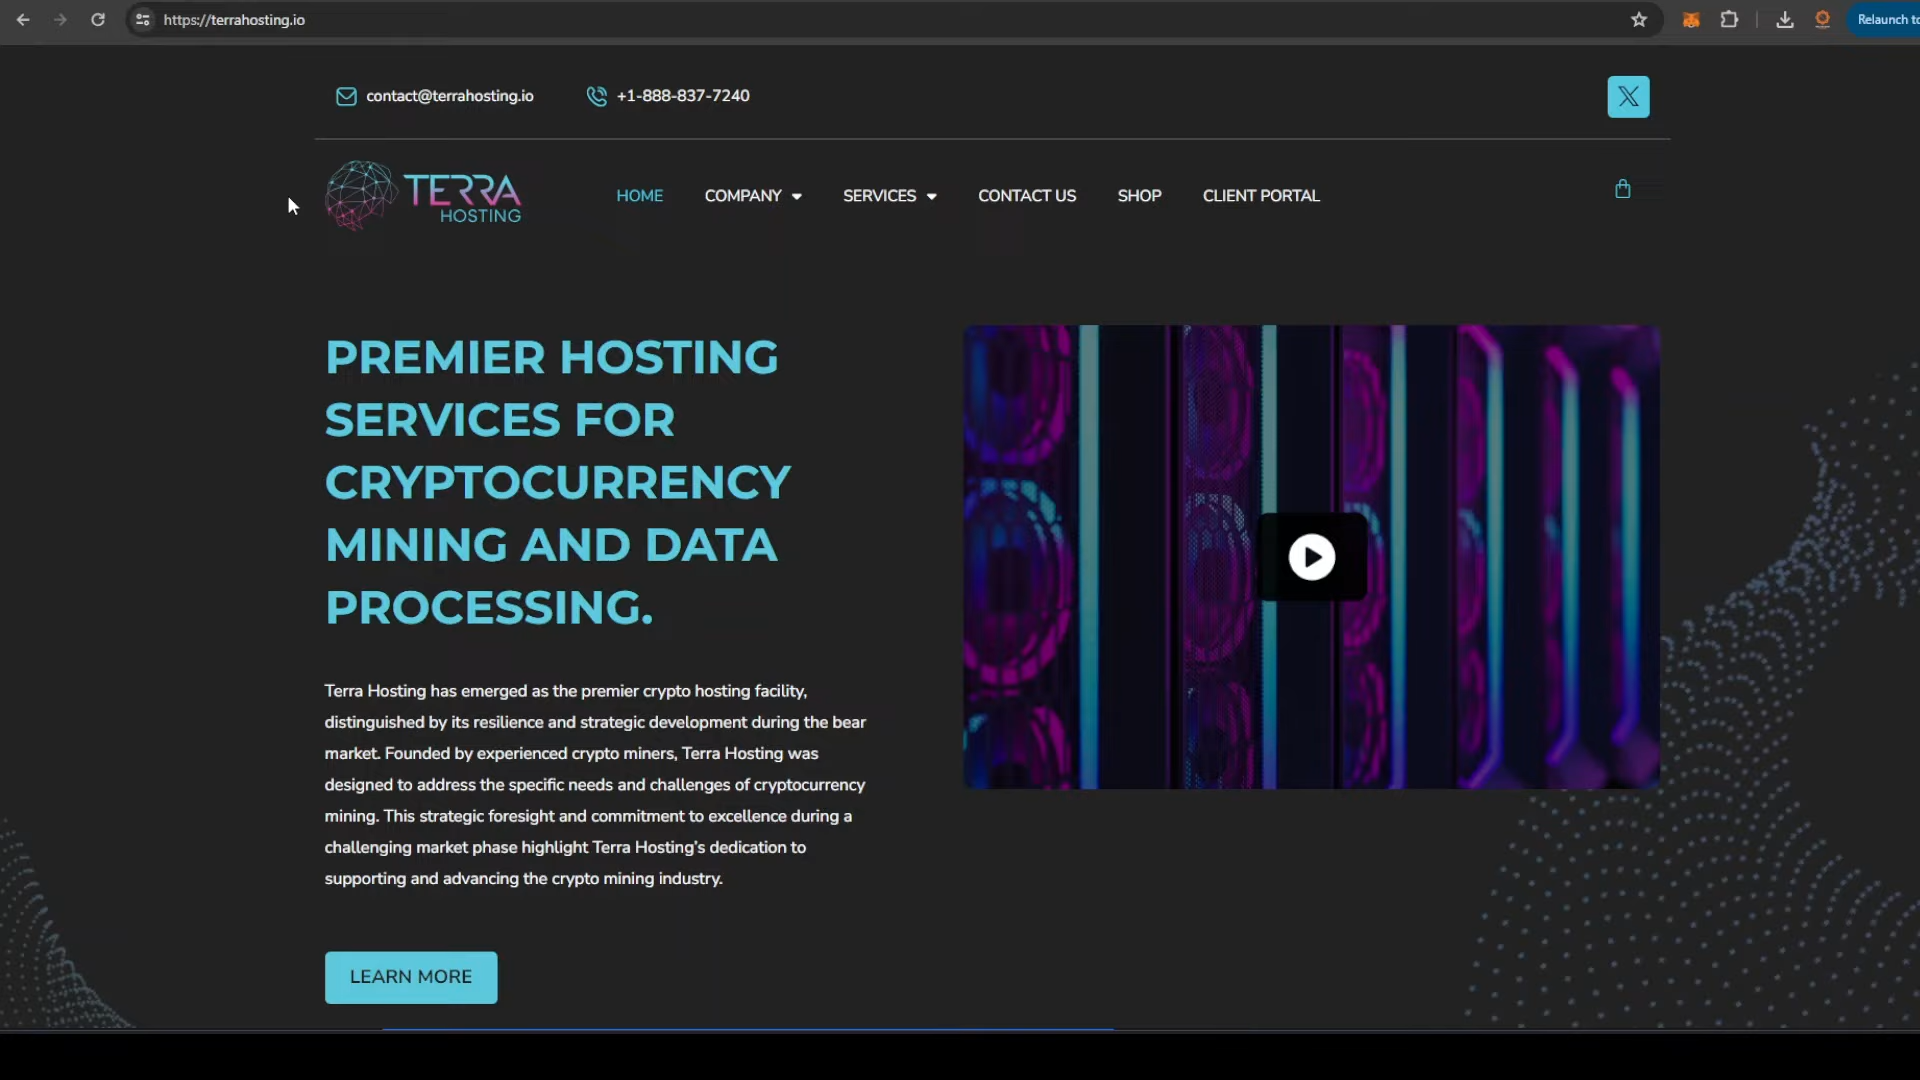 https://terrahosting.io
Relaunch to
contact@terrahosting.io
+1-888-837-7240
TERRA
HOSTING
HOME
COMPANY
SERVICES
CONTACT US
SHOP
CLIENT PORTAL
PREMIER HOSTING
SERVICES FOR
CRYPTOCURRENCY
MINING AND DATA
PROCESSING.
Terra Hosting has emerged as the premier crypto hosting facility,
distinguished by its resilience and strategic development during the bear
market. Founded by experienced crypto miners, Terra Hosting was
designed to address the specific needs and challenges of cryptocurrency
mining. This strategic foresight and commitment to excellence during a
challenging market phase highlight Terra Hosting's dedication to
supporting and advancing the crypto mining industry.
LEARN MORE